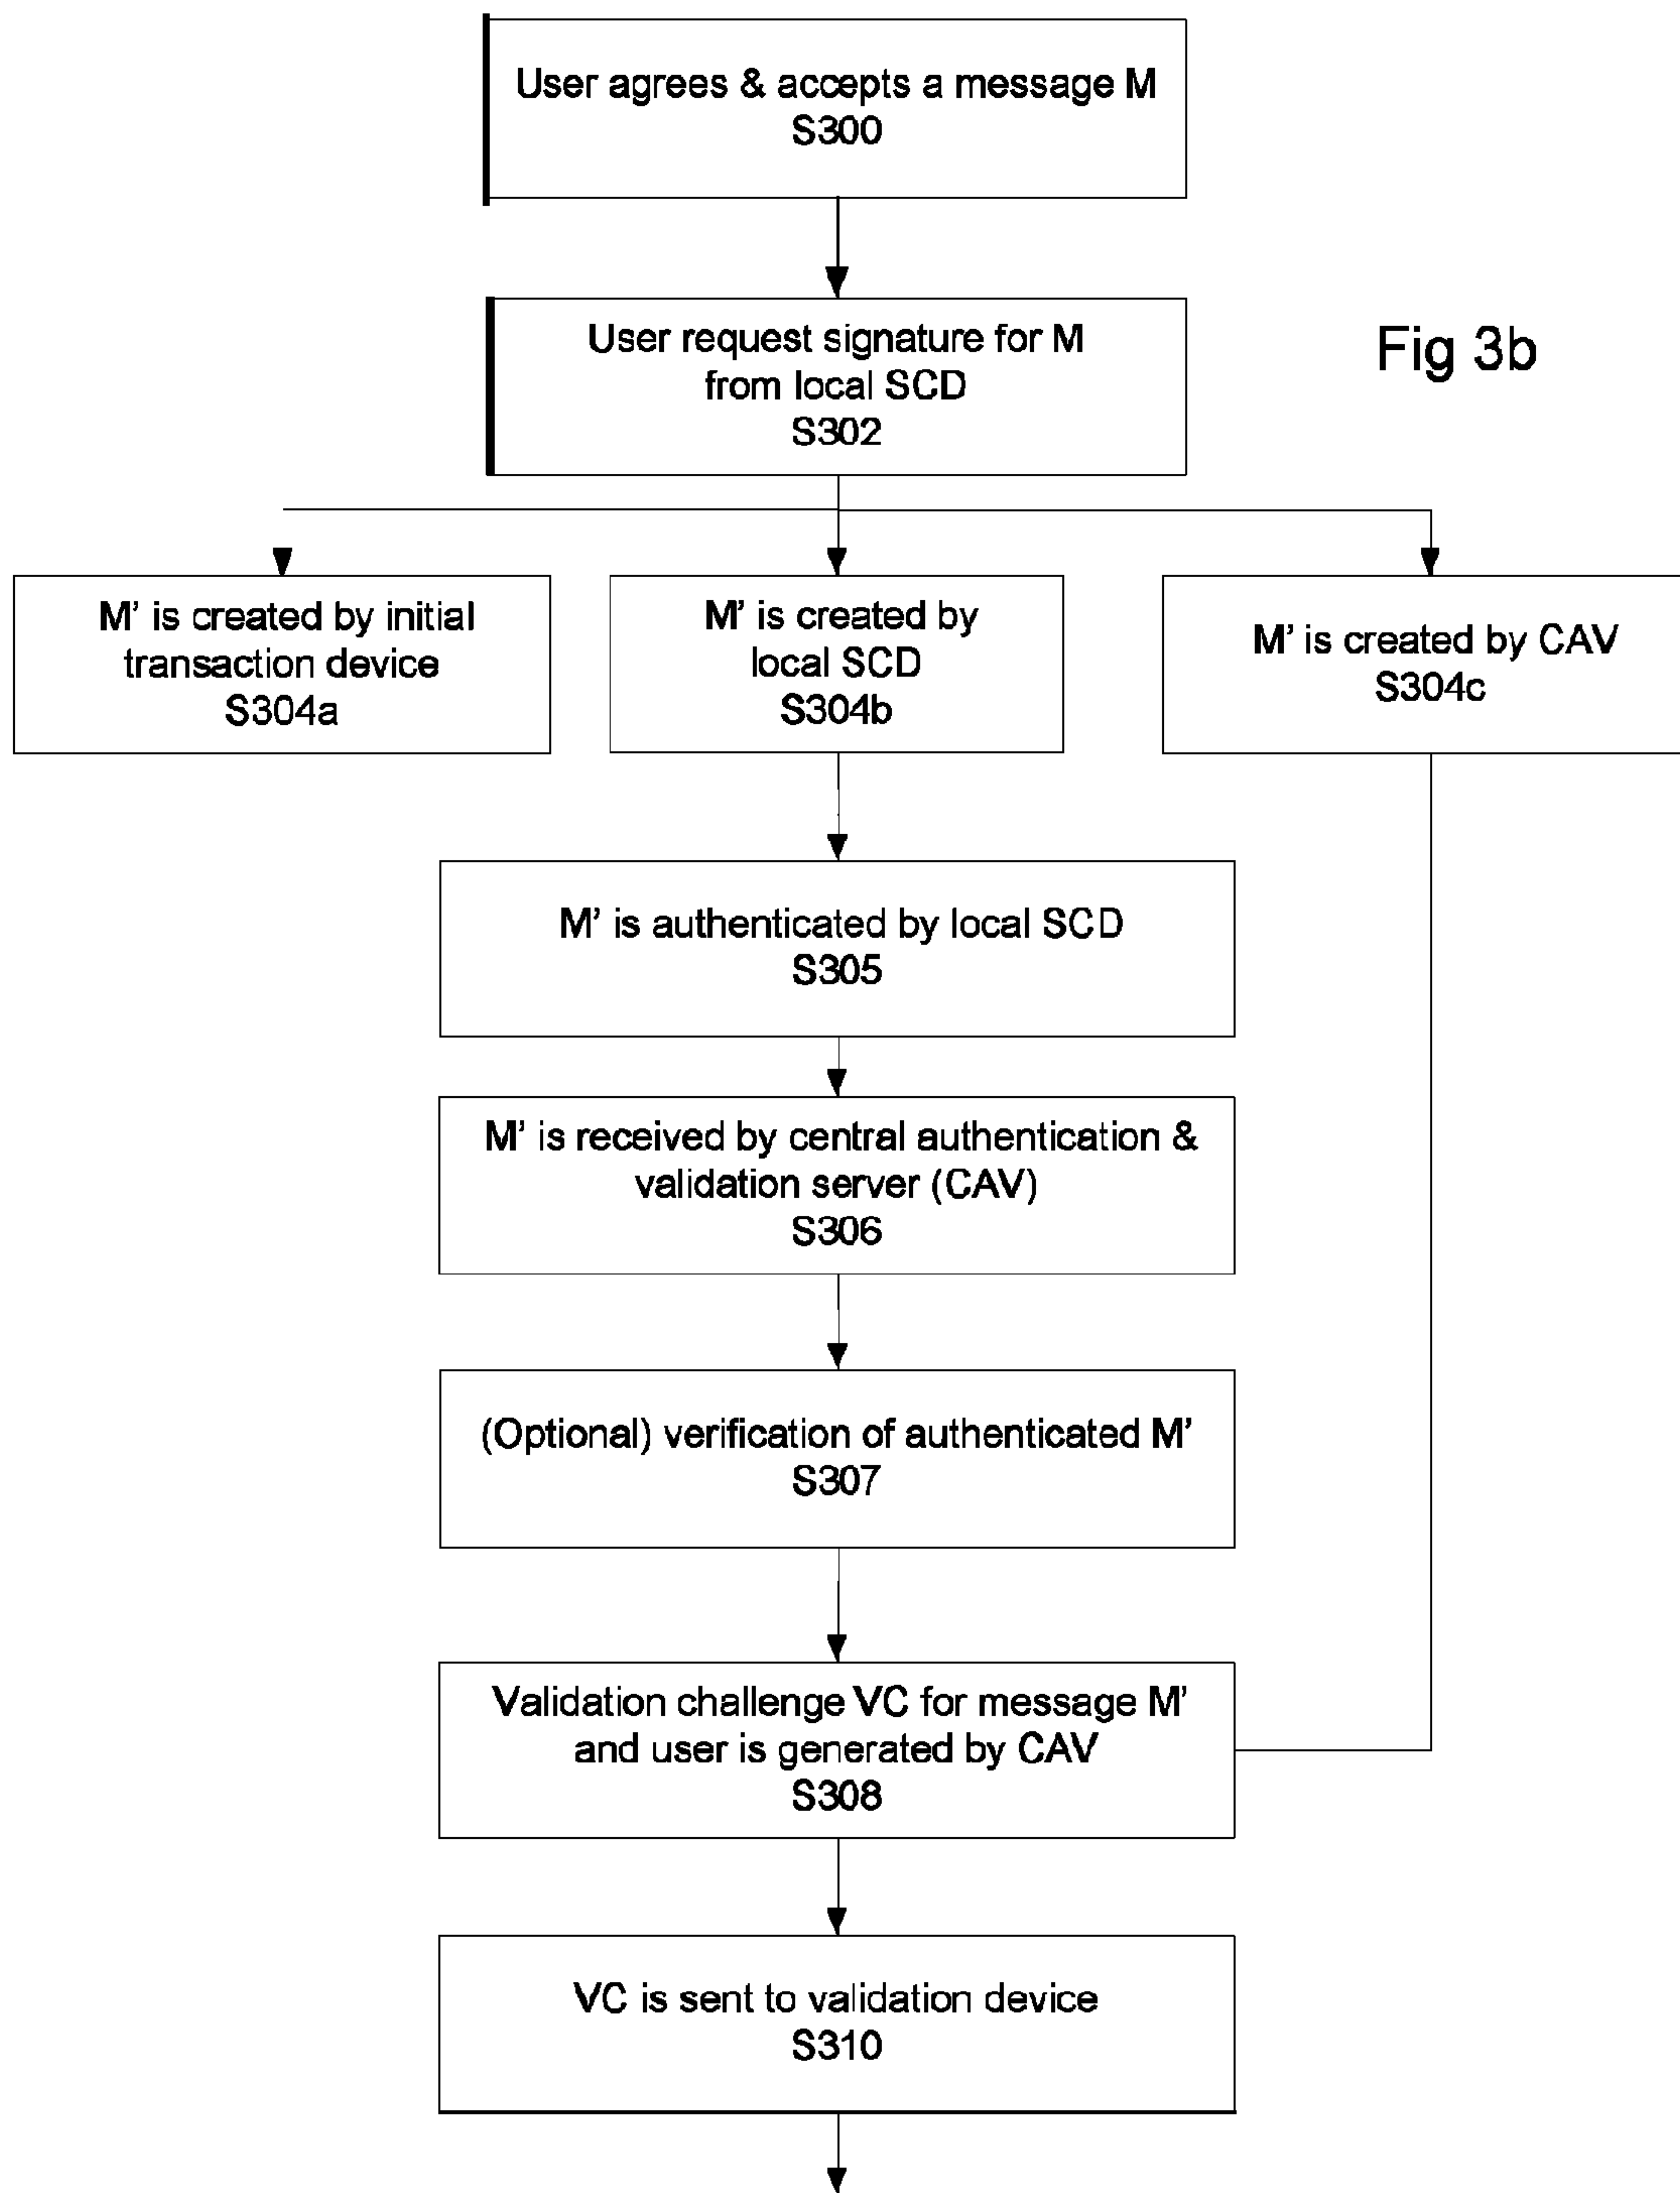 User agrees & accepts a message M
S300
User request signature for M
from local SCD
S302
Fig 3b
M' is created by initial
transaction device
S304a
M' is created by
local SCD
S304b
M' is created by CAV
S304c
M' is authenticated by local SCD
S305
M' is received by central authentication &
validation server (CAV)
S306
(Optional) verification of authenticated M'
S307
Validation challenge VC for message M'
and user is generated by CAV
S308
VC is sent to validation device
S310